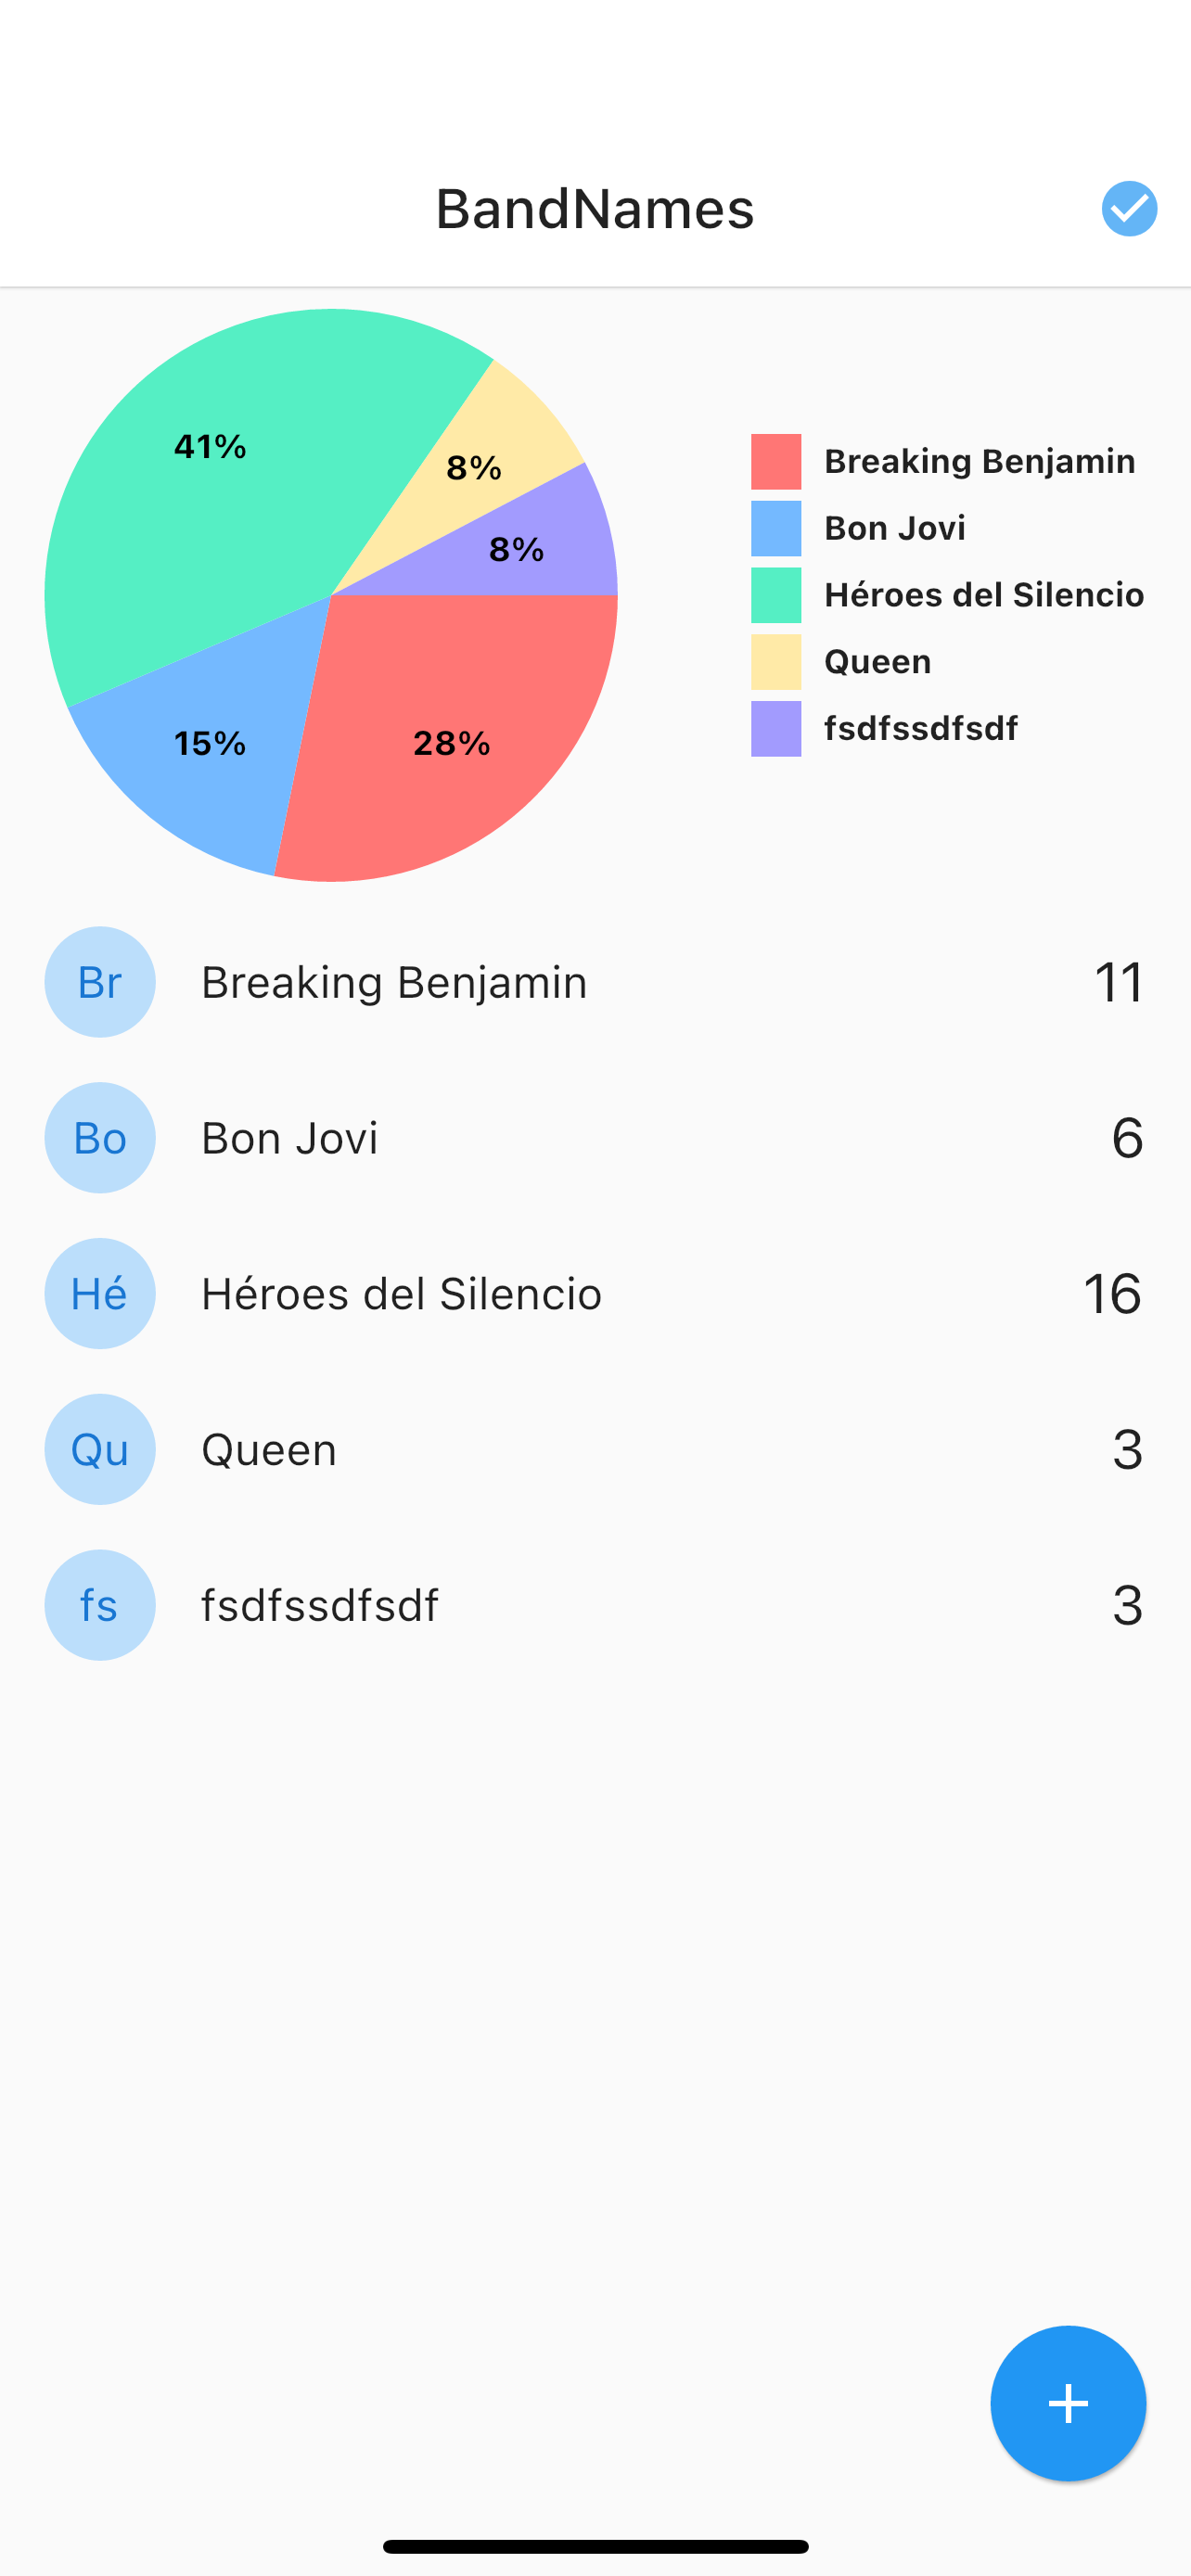 BandNames
41%
8%
8%
15%
28%
Breaking Benjamin
Bon Jovi
Héroes del Silencio
Queen
fsdfssdfsdf
Br Breaking Benjamin 11
Bo Bon Jovi 6
Hé Héroes del Silencio 16
Qu Queen 3
fs fsdfssdfsdf 3
+